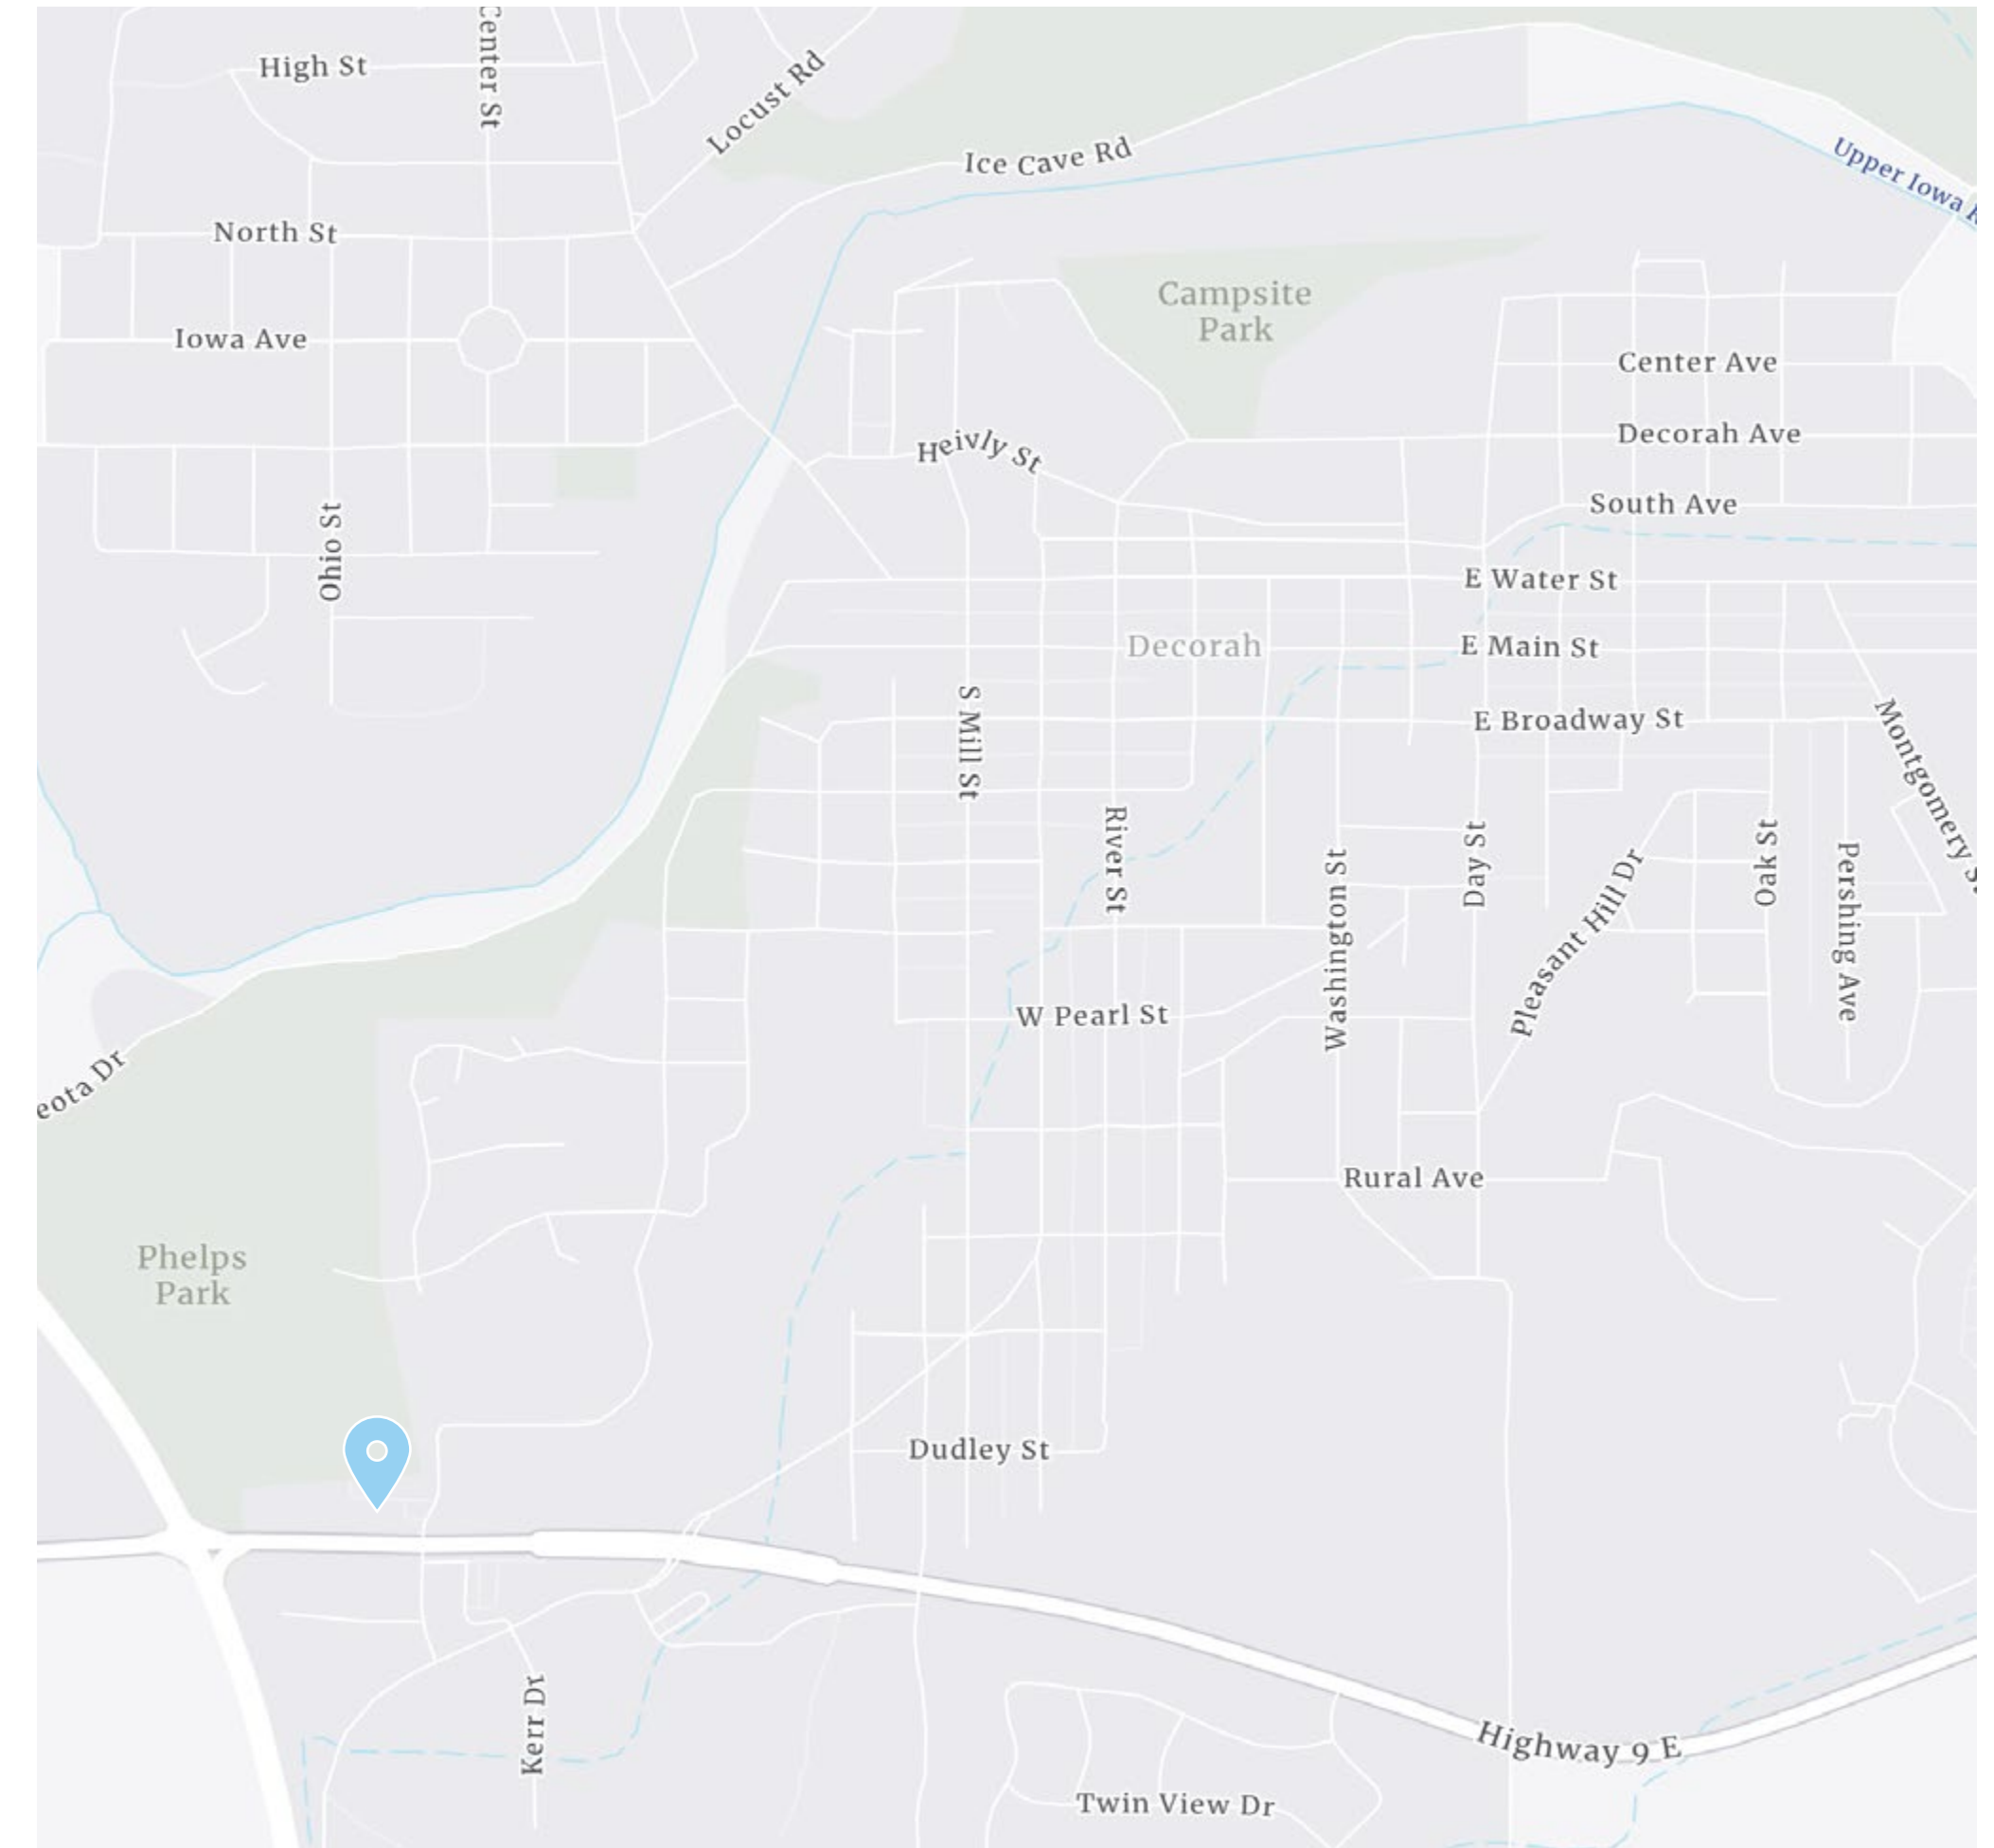 Center St
High St
Locust Rd
Ice Cave Rd
Upper Iowa
North St
Campsite
Park
Iowa Ave
Center Ave
Decorah Ave
Heivly St
South Ave
Ohio St
E Water St
Decorah
E Main St
S Mill St
E Broadway St
Montgomery St
River St
Washington St
Day St
Pleasant Hill Dr
Oak St
Pershing Ave
W Pearl St
eota Dr
Rural Ave
Phelps
Park
Dudley St
Kerr Dr
Highway 9 E
Twin View Dr